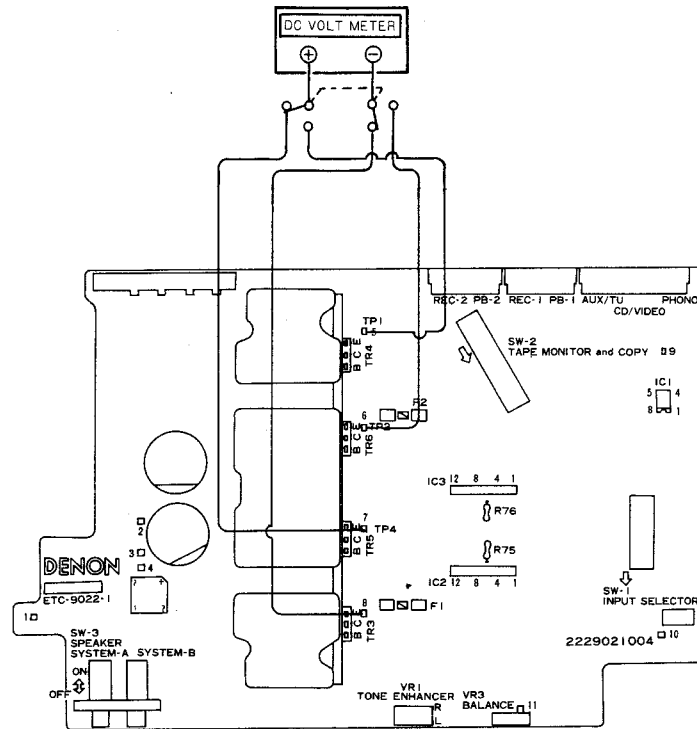 DC VOLT METER
+ −
REC-2 PB-2 REC-1 PB-1 AUX/TU PHONO
CD/VIDEO
TP1
5
B C E
TR4
SW-2
TAPE MONITOR and COPY
9
IC1
5 4
8 1
6
TP2
F2
B C E
TR6
IC3
12 8 4 1
R76
7
TP4
B C E
TR5
R75
IC2
12 8 4 1
2
3
4
DENON
ETC-9022-1
1
8
B C E
TR3
F1
SW-1
INPUT SELECTOR
10
2229021004
SW-3
SPEAKER
SYSTEM-A SYSTEM-B
ON
OFF
VR1
TONE ENHANCER
R
L
VR3
BALANCE
11